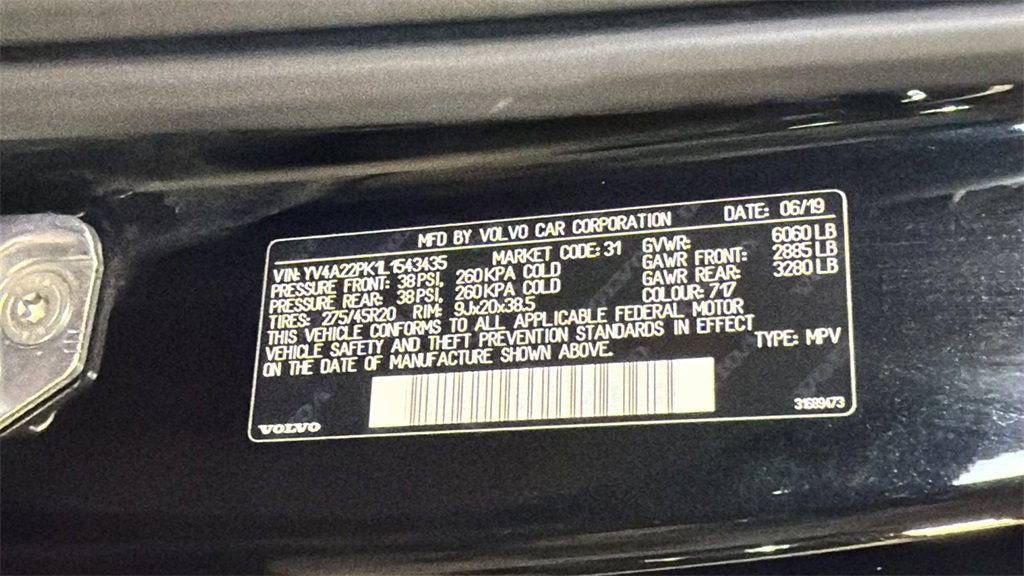 MFD BY VOLVO CAR CORPORATION DATE: 06/19
VIN: YV4A22PK1L1543435 MARKET CODE: 31 GVWR: 6060 LB
PRESSURE FRONT: 38 PSI, 260 KPA COLD GAWR FRONT: 2885 LB
PRESSURE REAR: 38 PSI, 260 KPA COLD GAWR REAR: 3280 LB
TIRES: 275/45R20 RIM: 9Jx20x38.5 COLOUR: 717
THIS VEHICLE CONFORMS TO ALL APPLICABLE FEDERAL MOTOR
VEHICLE SAFETY AND THEFT PREVENTION STANDARDS IN EFFECT
ON THE DATE OF MANUFACTURE SHOWN ABOVE. TYPE: MPV
VOLVO 31689473